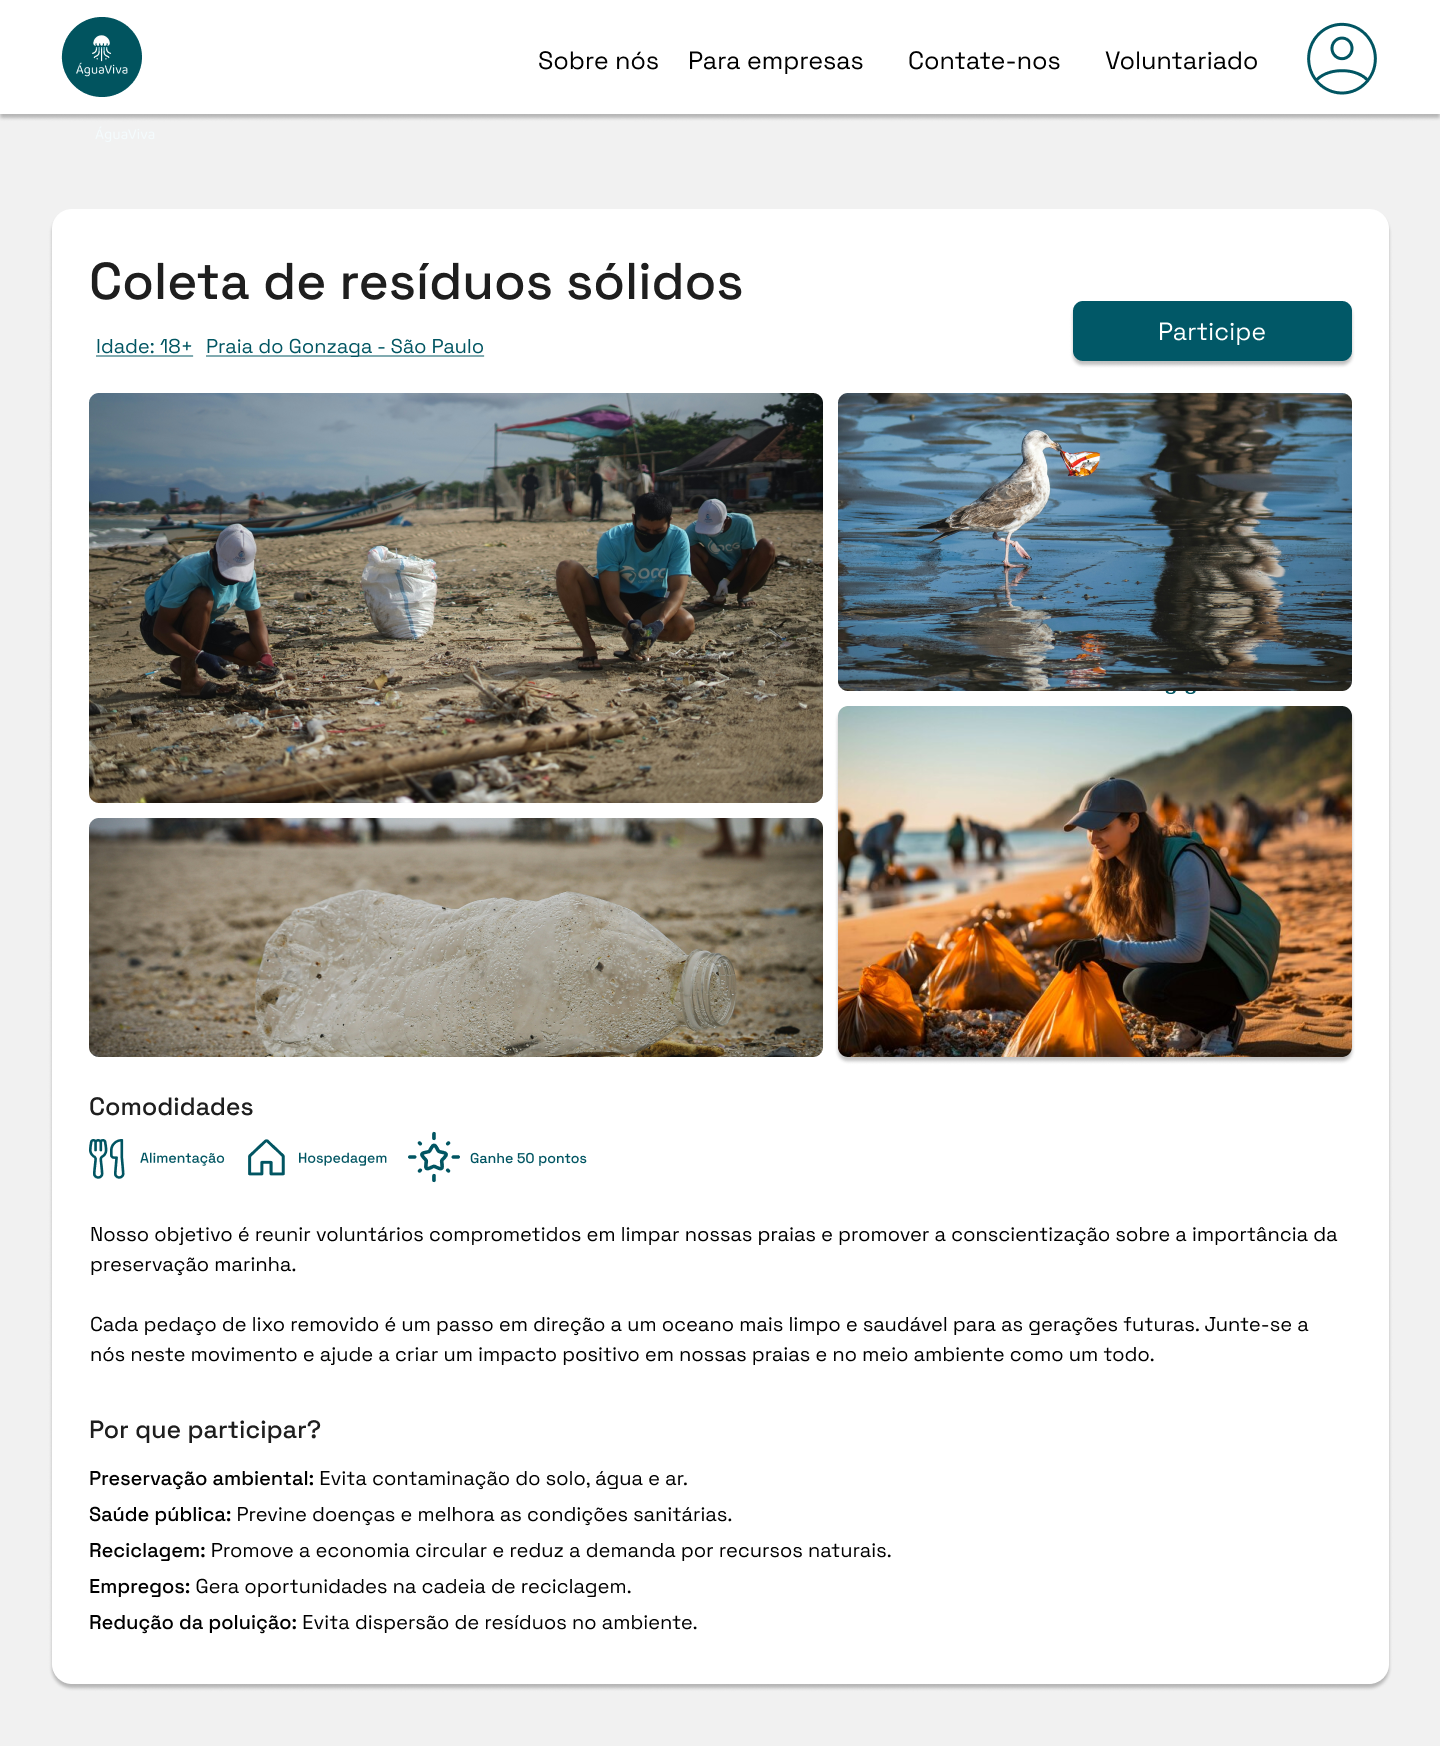 ÁguaViva
Sobre nós Para empresas Contate-nos Voluntariado
ÁguaViva
Coleta de resíduos sólidos
Participe
Idade: 18+ Praia do Gonzaga - São Paulo
Comodidades
Alimentação Hospedagem Ganhe 50 pontos
Nosso objetivo é reunir voluntários comprometidos em limpar nossas praias e promover a conscientização sobre a importância da
preservação marinha.
Cada pedaço de lixo removido é um passo em direção a um oceano mais limpo e saudável para as gerações futuras. Junte-se a
nós neste movimento e ajude a criar um impacto positivo em nossas praias e no meio ambiente como um todo.
Por que participar?
Preservação ambiental: Evita contaminação do solo, água e ar.
Saúde pública: Previne doenças e melhora as condições sanitárias.
Reciclagem: Promove a economia circular e reduz a demanda por recursos naturais.
Empregos: Gera oportunidades na cadeia de reciclagem.
Redução da poluição: Evita dispersão de resíduos no ambiente.